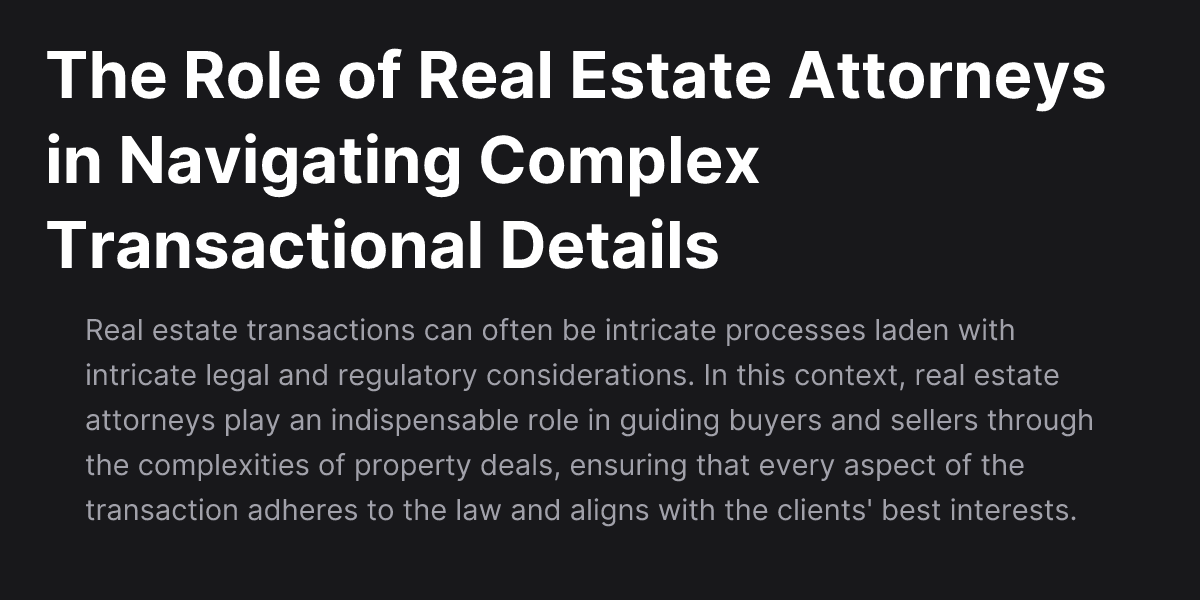 The Role of Real Estate Attorneys
in Navigating Complex
Transactional Details
Real estate transactions can often be intricate processes laden with
intricate legal and regulatory considerations. In this context, real estate
attorneys play an indispensable role in guiding buyers and sellers through
the complexities of property deals, ensuring that every aspect of the
transaction adheres to the law and aligns with the clients' best interests.